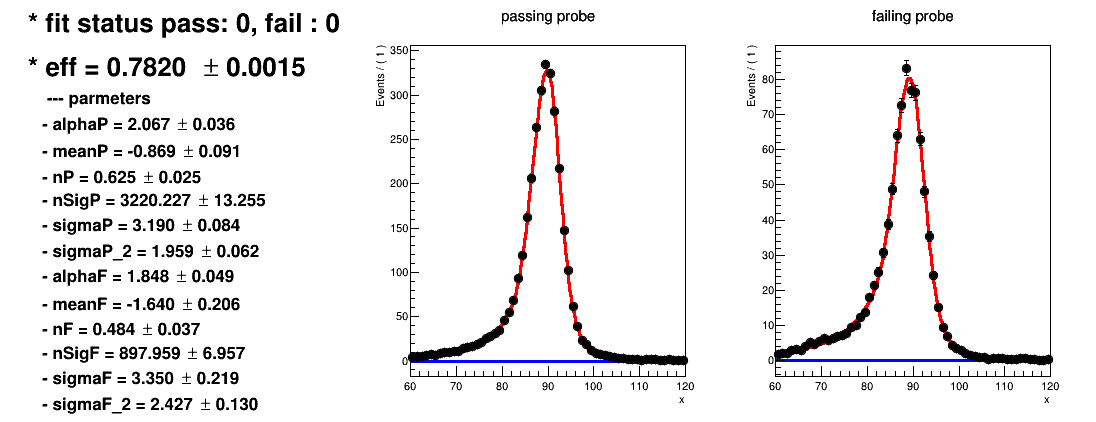 * fit status pass: 0, fail : 0
* eff = 0.7820 ± 0.0015
--- parmeters
- alphaP = 2.067 ± 0.036
- meanP = -0.869 ± 0.091
- nP = 0.625 ± 0.025
- nSigP = 3220.227 ± 13.255
- sigmaP = 3.190 ± 0.084
- sigmaP_2 = 1.959 ± 0.062
- alphaF = 1.848 ± 0.049
- meanF = -1.640 ± 0.206
- nF = 0.484 ± 0.037
- nSigF = 897.959 ± 6.957
- sigmaF = 3.350 ± 0.219
- sigmaF_2 = 2.427 ± 0.130
passing probe
Events / ( 1 )
350
300
250
200
150
100
50
0
60 70 80 90 100 110 120
x
failing probe
Events / ( 1 )
80
70
60
50
40
30
20
10
0
60 70 80 90 100 110 120
x